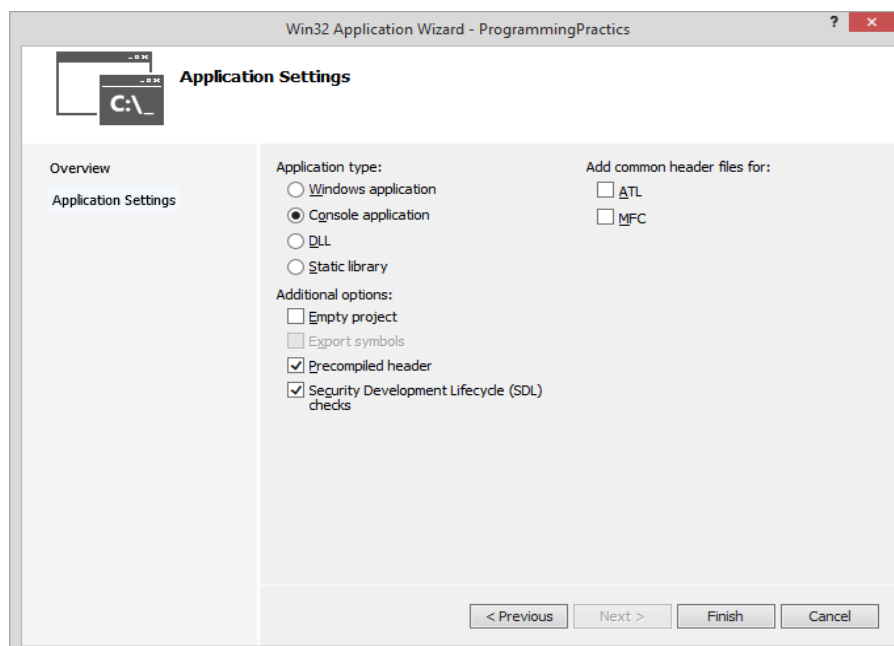 Win32 Application Wizard - ProgrammingPractics
?
C:\_
Application Settings
Overview
Application Settings
Application type:
Windows application
Console application
DLL
Static library
Additional options:
Empty project
Export symbols
Precompiled header
Security Development Lifecycle (SDL)
checks
Add common header files for:
ATL
MFC
< Previous
Next >
Finish
Cancel